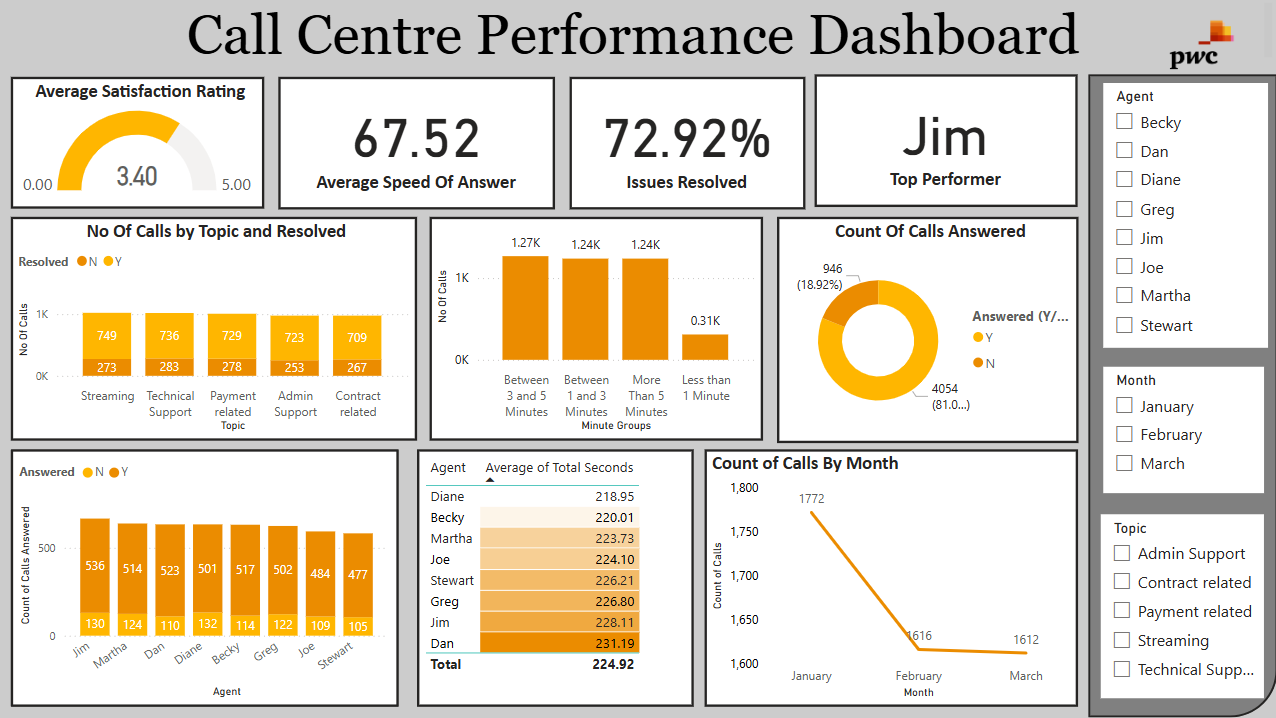 Call Centre Performance Dashboard
pwc
Average Satisfaction Rating
0.00
3.40
5.00
67.52
Average Speed Of Answer
72.92%
Issues Resolved
Jim
Top Performer
Agent
Becky
Dan
Diane
Greg
Jim
Joe
Martha
Stewart
Month
January
February
March
Topic
Admin Support
Contract related
Payment related
Streaming
Technical Supp...
No Of Calls by Topic and Resolved
Resolved N Y
No Of Calls
1K
0K
749 736 729 723 709
273 283 278 253 267
Streaming
Technical Support
Payment related
Admin Support
Contract related
Topic
No Of Calls
1K
0K
1.27K 1.24K 1.24K 0.31K
Between 3 and 5 Minutes
Between 1 and 3 Minutes
More Than 5 Minutes
Less than 1 Minute
Minute Groups
Count Of Calls Answered
946
(18.92%)
4054
(81.0...)
Answered (Y/...
Y
N
Answered N Y
Count of Calls Answered
500
0
536 514 523 501 517 502 484 477
130 124 110 132 114 122 109 105
Jim Martha Dan Diane Becky Greg Joe Stewart
Agent
Agent Average of Total Seconds
Diane 218.95
Becky 220.01
Martha 223.73
Joe 224.10
Stewart 226.21
Greg 226.80
Jim 228.11
Dan 231.19
Total 224.92
Count of Calls By Month
Count of Calls
1,800
1,750
1,700
1,650
1,600
1772
1616
1612
January February March
Month